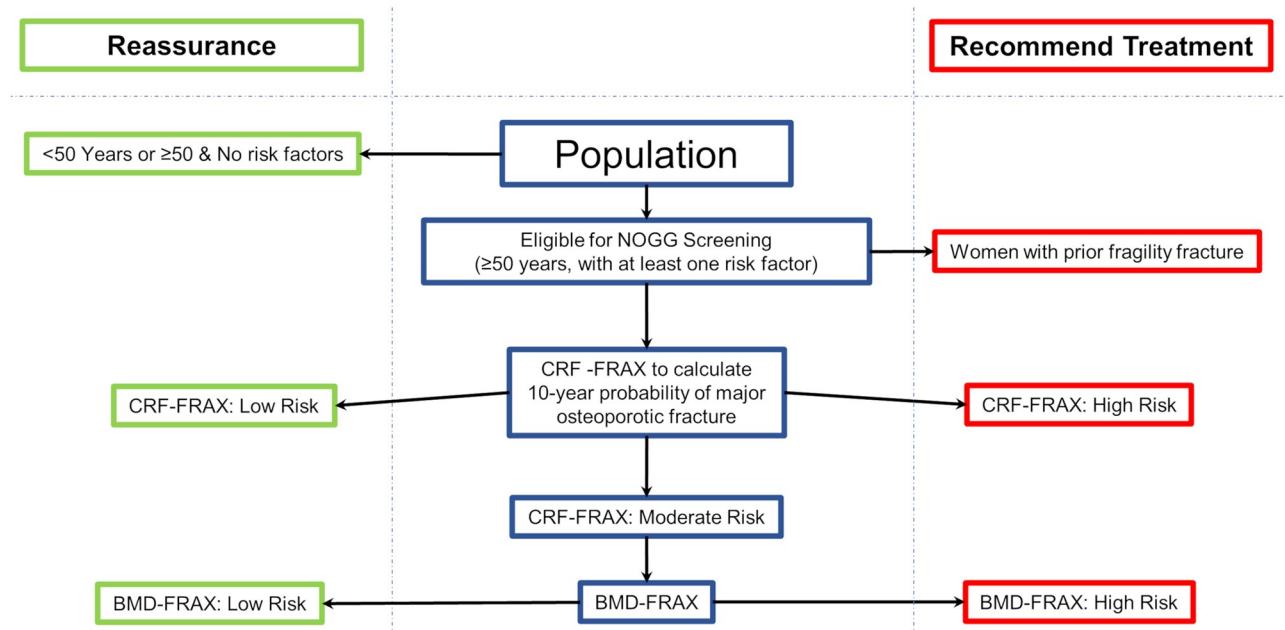 Reassurance
Recommend Treatment
<50 Years or ≥50 & No risk factors
Population
Eligible for NOGG Screening
(≥50 years, with at least one risk factor)
Women with prior fragility fracture
CRF -FRAX to calculate
10-year probability of major
osteoporotic fracture
CRF-FRAX: Low Risk
CRF-FRAX: High Risk
CRF-FRAX: Moderate Risk
BMD-FRAX: Low Risk
BMD-FRAX
BMD-FRAX: High Risk